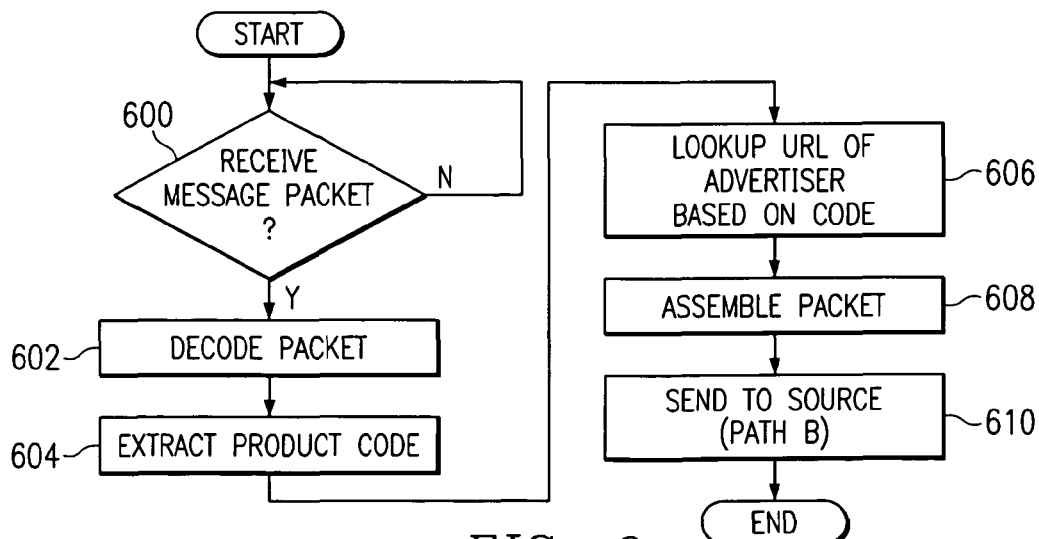 START
600
RECEIVE
MESSAGE PACKET
?
N
Y
602
DECODE PACKET
604
EXTRACT PRODUCT CODE
LOOKUP URL OF
ADVERTISER
BASED ON CODE
606
ASSEMBLE PACKET
608
SEND TO SOURCE
(PATH B)
610
END